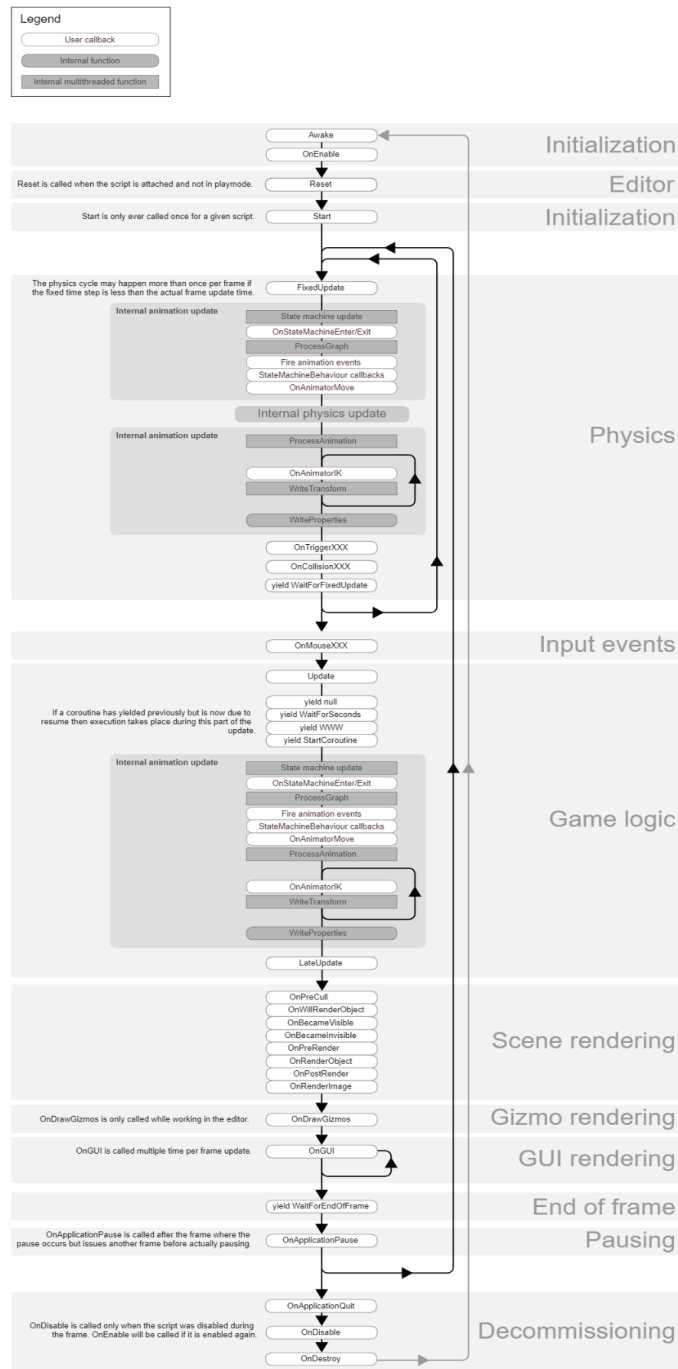 Legend
User callback
Internal function
Internal multithreaded function
Awake
Initialization
OnEnable
Reset is called when the script is attached and not in playmode.
Reset
Editor
Start is only ever called once for a given script.
Start
Initialization
The physics cycle may happen more than once per frame if
the fixed time step is less than the actual frame update time.
FixedUpdate
Internal animation update
State machine update
OnStateMachineEnter/Exit
ProcessGraph
Fire animation events
StateMachineBehaviour callbacks
OnAnimatorMove
Internal physics update
Physics
Internal animation update
ProcessAnimation
OnAnimatorIK
WriteTransform
WriteProperties
OnTriggerXXX
OnCollisionXXX
yield WaitForFixedUpdate
OnMouseXXX
Input events
Update
If a coroutine has yielded previously but is now due to
resume then execution takes place during this part of the
update.
yield null
yield WaitForSeconds
yield WWW
yield StartCoroutine
Internal animation update
State machine update
OnStateMachineEnter/Exit
ProcessGraph
Fire animation events
StateMachineBehaviour callbacks
OnAnimatorMove
ProcessAnimation
Game logic
OnAnimatorIK
WriteTransform
WriteProperties
LateUpdate
OnPreCull
OnWillRenderObject
OnBecameVisible
OnBecameInvisible
OnPreRender
OnRenderObject
OnPostRender
OnRenderImage
Scene rendering
OnDrawGizmos is only called while working in the editor.
OnDrawGizmos
Gizmo rendering
OnGUI is called multiple time per frame update.
OnGUI
GUI rendering
yield WaitForEndOfFrame
End of frame
OnApplicationPause is called after the frame where the
pause occurs but issues another frame before actually pausing.
OnApplicationPause
Pausing
OnApplicationQuit
OnDisable is called only when the script was disabled during
the frame. OnEnable will be called if it is enabled again.
OnDisable
Decommissioning
OnDestroy